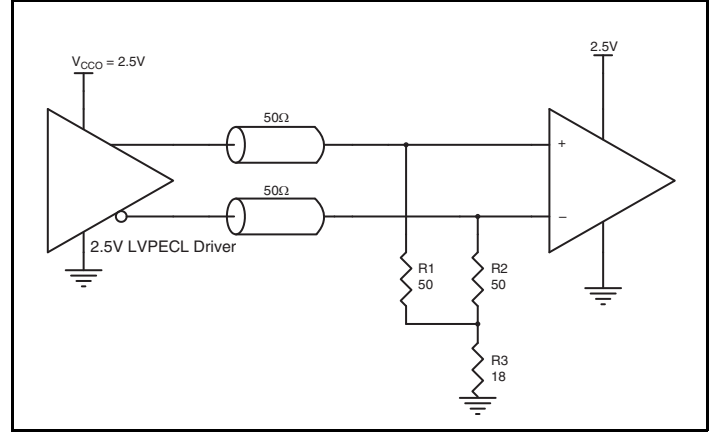 V_CCO = 2.5V
2.5V
50Ω
+
50Ω
−
2.5V LVPECL Driver
R1
50
R2
50
R3
18